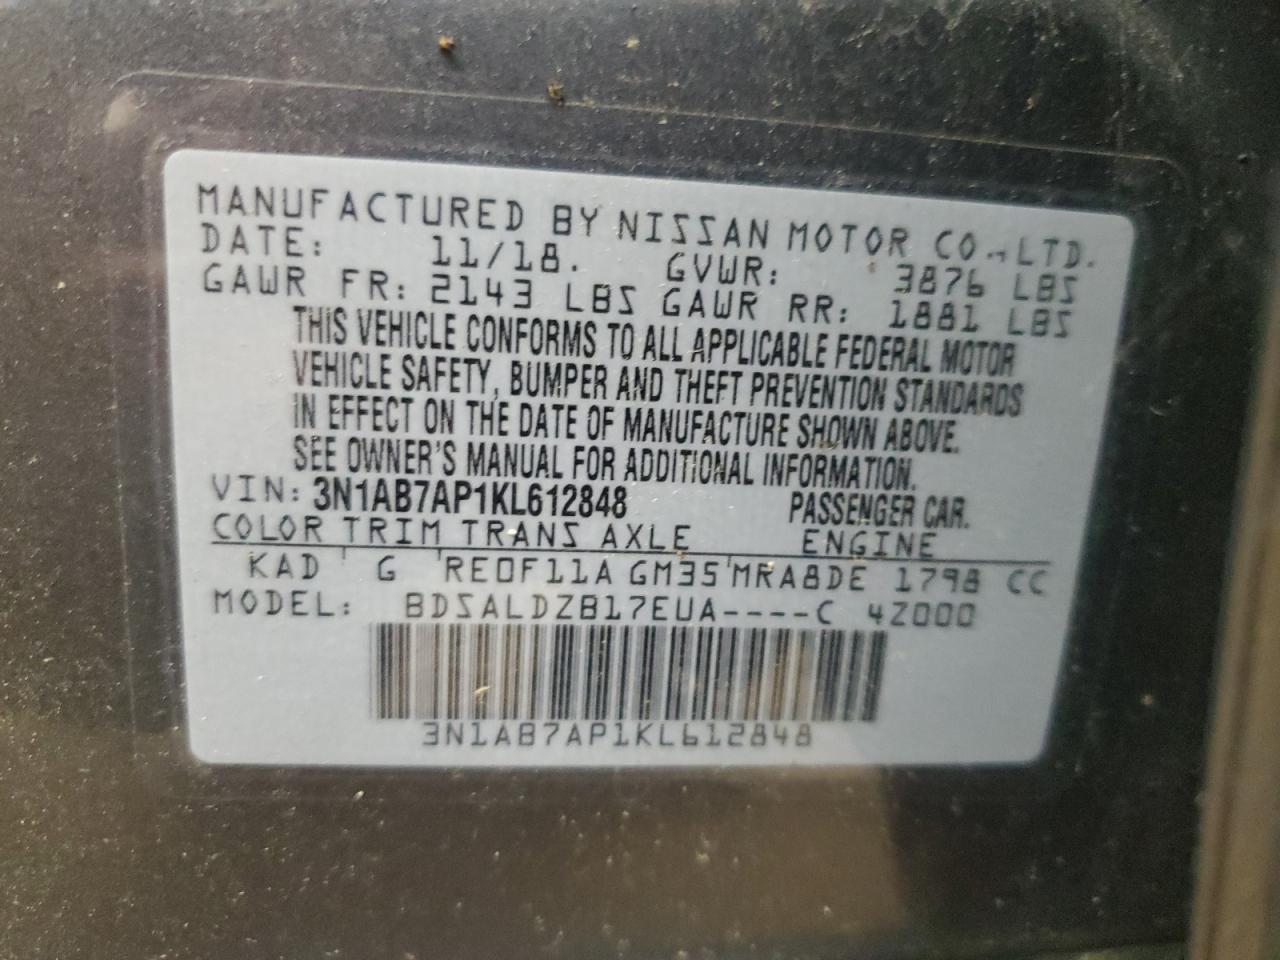 MANUFACTURED BY NISSAN MOTOR CO.,LTD.
DATE: 11/18. GVWR: 3876 LBS
GAWR FR: 2143 LBS GAWR RR: 1881 LBS
THIS VEHICLE CONFORMS TO ALL APPLICABLE FEDERAL MOTOR
VEHICLE SAFETY, BUMPER AND THEFT PREVENTION STANDARDS
IN EFFECT ON THE DATE OF MANUFACTURE SHOWN ABOVE.
SEE OWNER'S MANUAL FOR ADDITIONAL INFORMATION.
VIN: 3N1AB7AP1KL612848 PASSENGER CAR.
COLOR TRIM TRANS AXLE ENGINE
KAD G RE0F11A GM35 MRA8DE 1798 CC
MODEL: BDSALDZB17EUA----C 4Z000
3N1AB7AP1KL612848